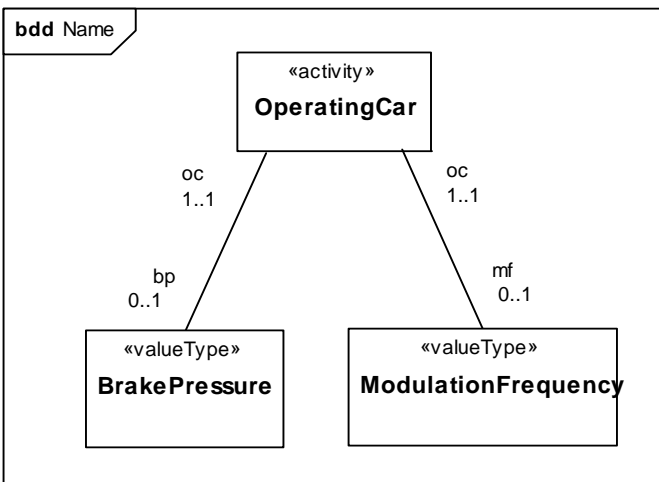 bdd Name
«activity»
OperatingCar
oc
1..1
oc
1..1
bp
0..1
mf
0..1
«valueType»
BrakePressure
«valueType»
ModulationFrequency